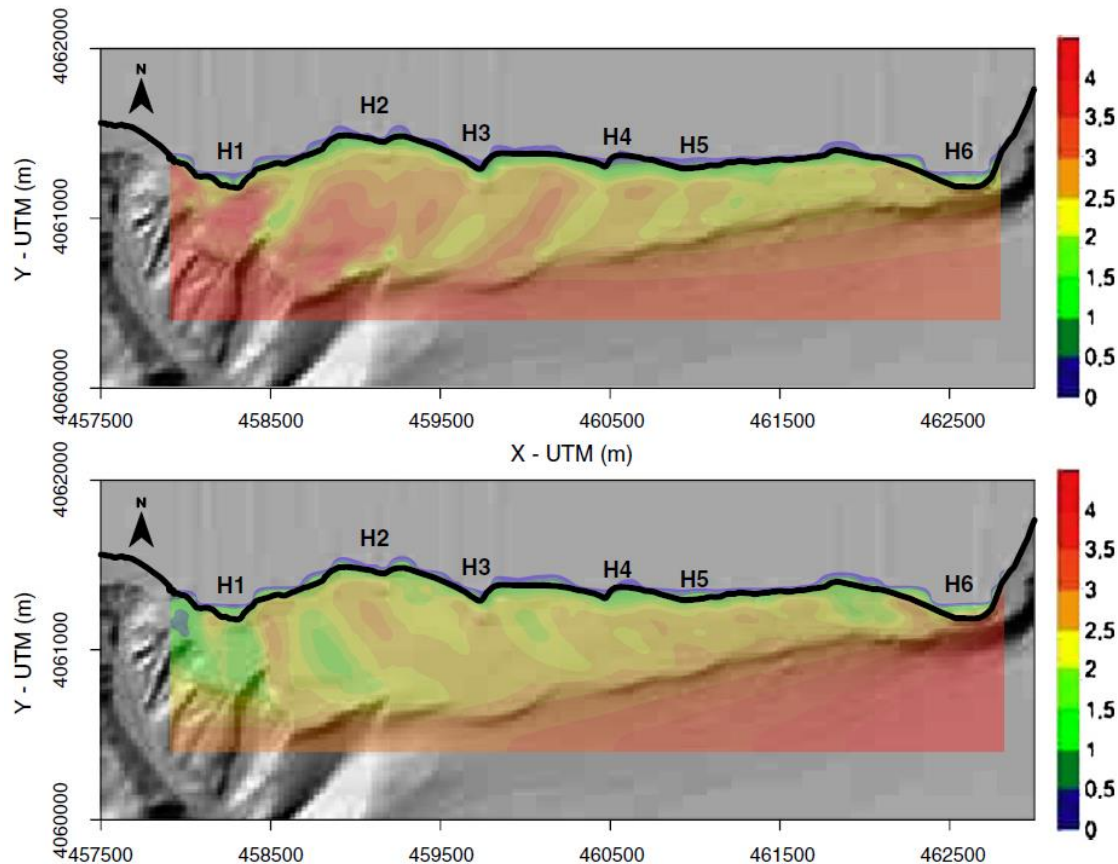 4062000
4061000
4060000
Y - UTM (m)
N
H1
H2
H3
H4
H5
H6
4
3.5
3
2.5
2
1.5
1
0.5
0
457500
458500
459500
460500
461500
462500
X - UTM (m)
4062000
4061000
4060000
Y - UTM (m)
N
H1
H2
H3
H4
H5
H6
4
3.5
3
2.5
2
1.5
1
0.5
0
457500
458500
459500
460500
461500
462500